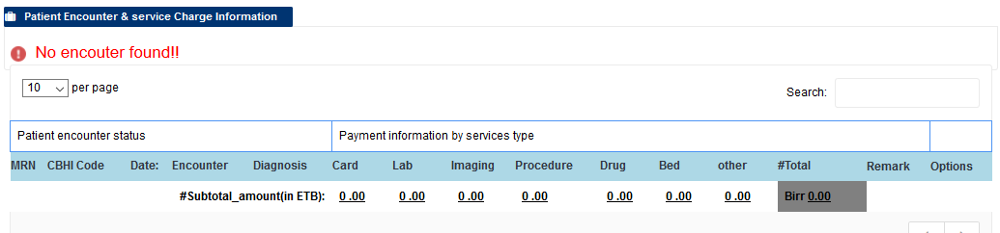 Patient Encounter & service Charge Information
No encouter found!!
10 per page
Search:
Patient encounter status Payment information by services type
MRN CBHI Code Date: Encounter Diagnosis Card Lab Imaging Procedure Drug Bed other #Total Remark Options
#Subtotal_amount(in ETB): 0 .00 0 .00 0 .00 0 .00 0 .00 0 .00 0 .00 Birr 0.00